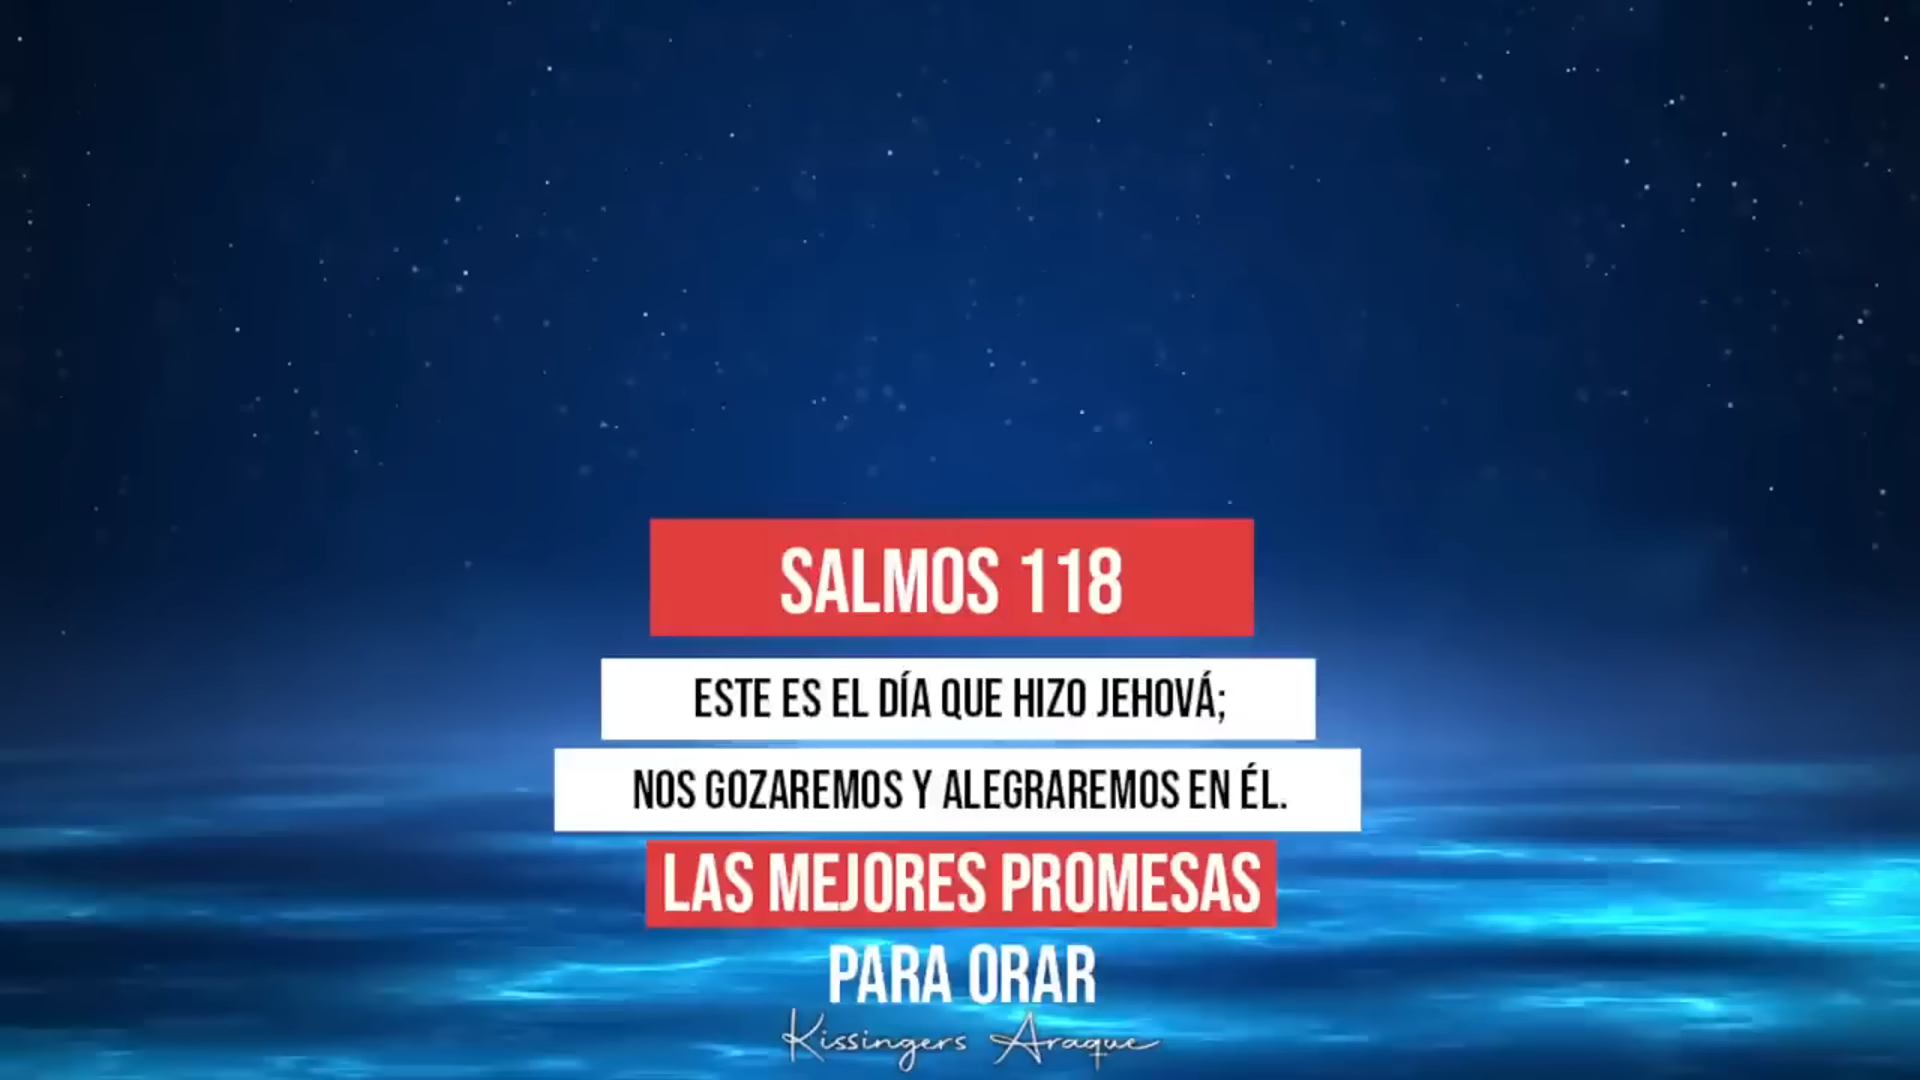 SALMOS 118
ESTE ES EL DÍA QUE HIZO JEHOVÁ;
NOS GOZAREMOS Y ALEGRAREMOS EN ÉL.
LAS MEJORES PROMESAS
PARA ORAR
Kissingers Araque